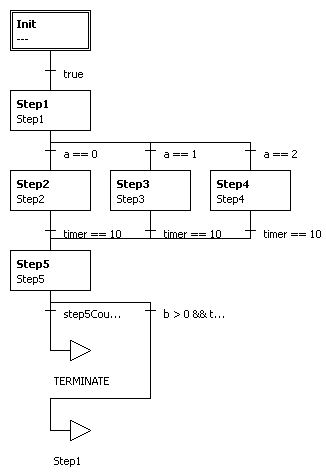 Init
---
true
Step1
Step1
a == 0
a == 1
a == 2
Step2
Step2
Step3
Step3
Step4
Step4
timer == 10
timer == 10
timer == 10
Step5
Step5
step5Cou...
b > 0 && t...
TERMINATE
Step1